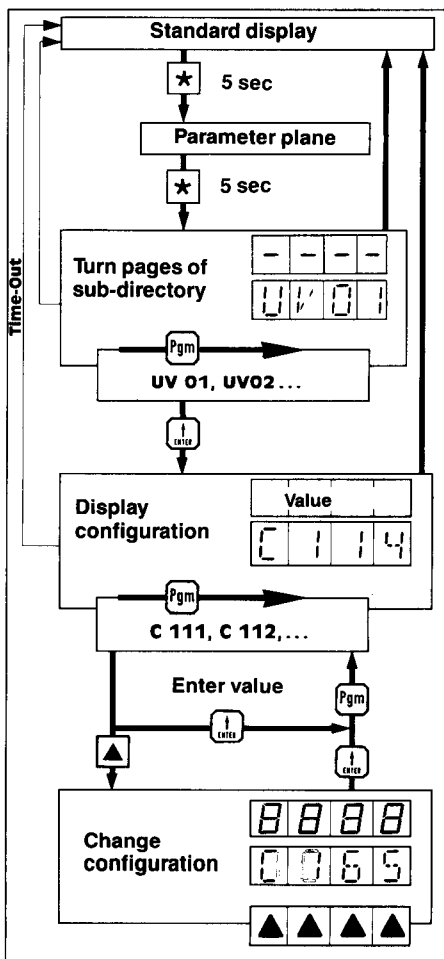 Standard display
★ 5 sec
Parameter plane
★ 5 sec
Time-Out
Turn pages of
sub-directory
- - - -
UV01
Pgm
UV 01, UV02...
↑
ENTER
Display
configuration
Value
C114
Pgm
C 111, C 112,...
Enter value
Pgm
↑
ENTER
↑
ENTER
▲
Change
configuration
8888
C065
▲ ▲ ▲ ▲